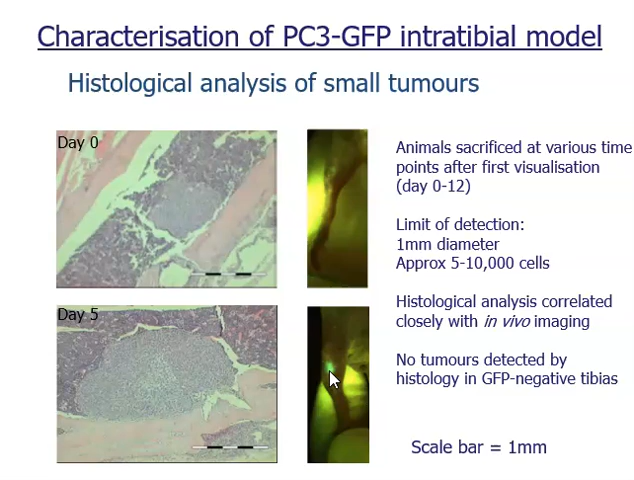 Characterisation of PC3-GFP intratibial model
Histological analysis of small tumours
Day 0
Animals sacrificed at various time
points after first visualisation
(day 0-12)
Limit of detection:
1mm diameter
Approx 5-10,000 cells
Day 5
Histological analysis correlated
closely with in vivo imaging
No tumours detected by
histology in GFP-negative tibias
Scale bar = 1mm